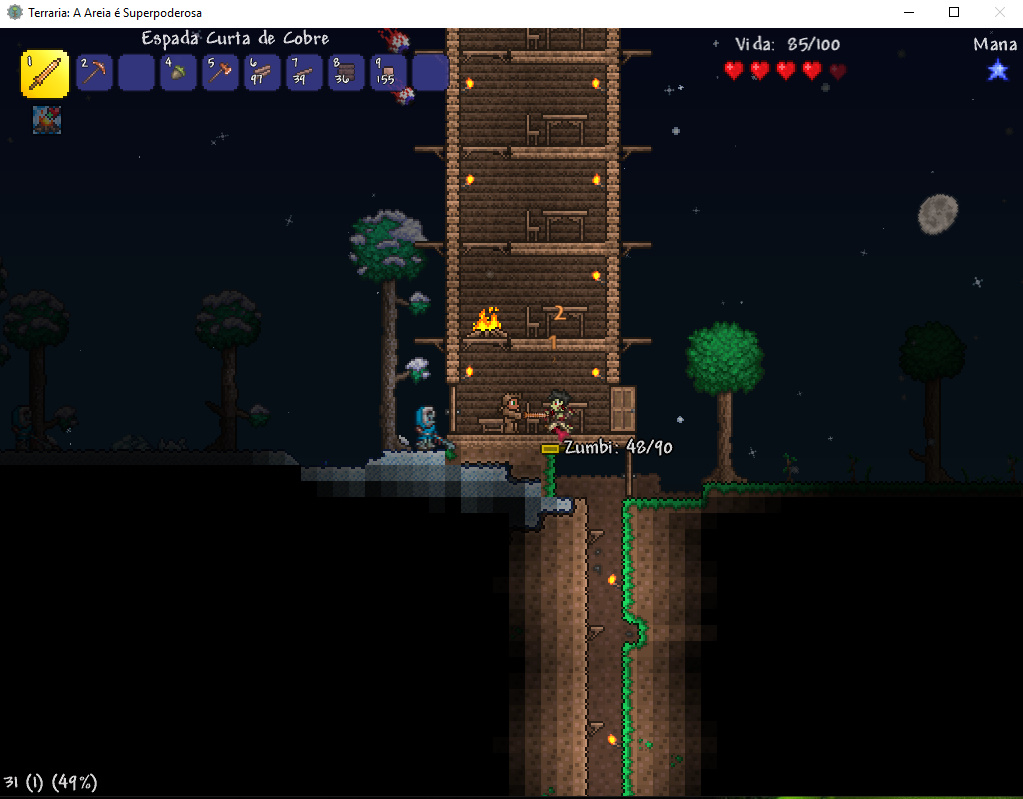 Terraria: A Areia é Superpoderosa
Espada Curta de Cobre
Vida: 85/100
Mana
1
2
4
5
6
97
7
39
8
36
9
155
2
1
Zumbi: 48/90
31 (1) (49%)